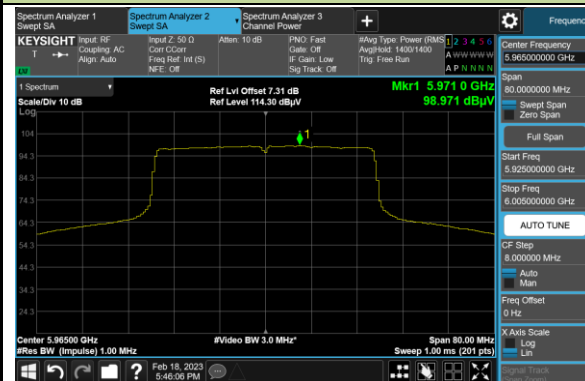 Spectrum Analyzer 1
Swept SA
Spectrum Analyzer 2
Swept SA
Spectrum Analyzer 3
Channel Power
+
Frequenc
KEYSIGHT
Input: RF
Coupling: AC
Align: Auto
Input Z: 50 Ω
Corr CCorr
Freq Ref: Int (S)
NFE: Off
Atten: 10 dB
PNO: Fast
Gate: Off
IF Gain: Low
Sig Track: Off
#Avg Type: Power (RMS
Avg|Hold: 1400/1400
Trig: Free Run
1 2 3 4 5 6
A W W W W W
A P N N N N
LXI
1 Spectrum
Scale/Div 10 dB
Log
Ref Lvl Offset 7.31 dB
Ref Level 114.30 dBµV
Mkr1 5.971 0 GHz
98.971 dBµV
1
104
94.3
84.3
74.3
64.3
54.3
44.3
34.3
24.3
Center 5.96500 GHz
#Res BW (Impulse) 1.00 MHz
#Video BW 3.0 MHz*
Span 80.00 MHz
Sweep 1.00 ms (201 pts)
Center Frequency
5.965000000 GHz
Span
80.0000000 MHz
Swept Span
Zero Span
Full Span
Start Freq
5.925000000 GHz
Stop Freq
6.005000000 GHz
AUTO TUNE
CF Step
8.000000 MHz
Auto
Man
Freq Offset
0 Hz
X Axis Scale
Log
Lin
Signal Track
?
Feb 18, 2023
5:46:06 PM